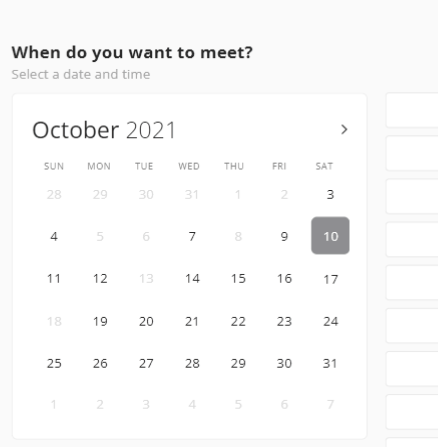 When do you want to meet?
Select a date and time
October 2021 >
SUN MON TUE WED THU FRI SAT
28 29 30 31 1 2 3
4 5 6 7 8 9 10
11 12 13 14 15 16 17
18 19 20 21 22 23 24
25 26 27 28 29 30 31
1 2 3 4 5 6 7